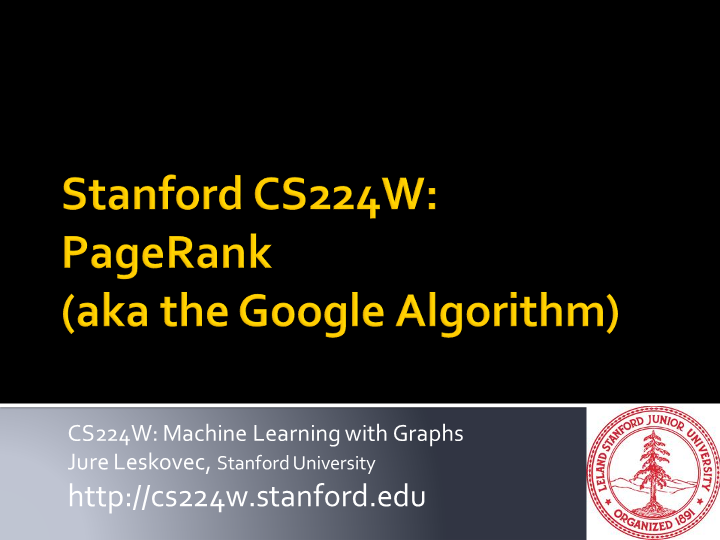 Stanford CS224W:
PageRank
(aka the Google Algorithm)
CS224W: Machine Learning with Graphs
Jure Leskovec, Stanford University
http://cs224w.stanford.edu
LELAND STANFORD JUNIOR UNIVERSITY
ORGANIZED 1891